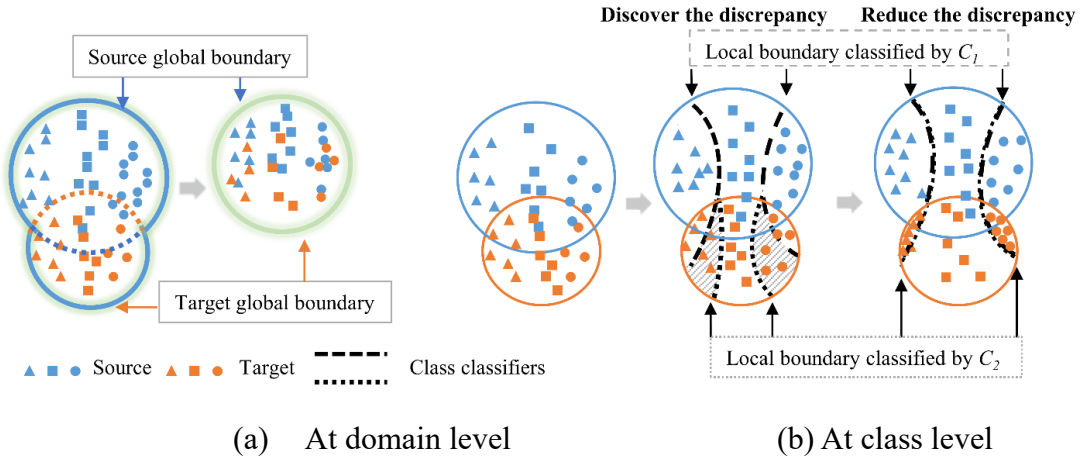 Discover the discrepancy
Reduce the discrepancy
Source global boundary
Local boundary classified by C1
Target global boundary
Source
Target
Class classifiers
Local boundary classified by C2
(a) At domain level
(b) At class level